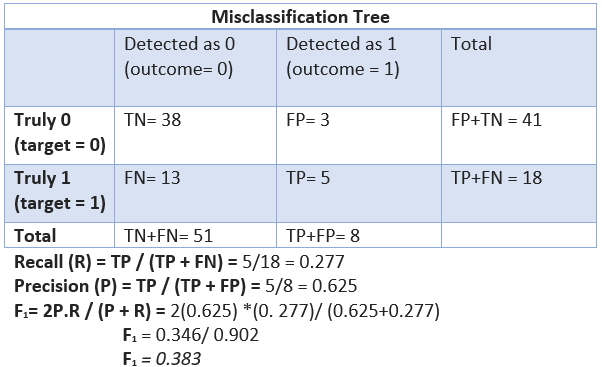 Misclassification Tree
Detected as 0 Detected as 1 Total
(outcome= 0) (outcome = 1)
Truly 0 TN= 38 FP= 3 FP+TN = 41
(target = 0)
Truly 1 FN= 13 TP= 5 TP+FN = 18
(target = 1)
Total TN+FN= 51 TP+FP= 8
Recall (R) = TP / (TP + FN) = 5/18 = 0.277
Precision (P) = TP / (TP + FP) = 5/8 = 0.625
F₁= 2P.R / (P + R) = 2(0.625) *(0. 277)/ (0.625+0.277)
F₁ = 0.346/ 0.902
F₁ = 0.383